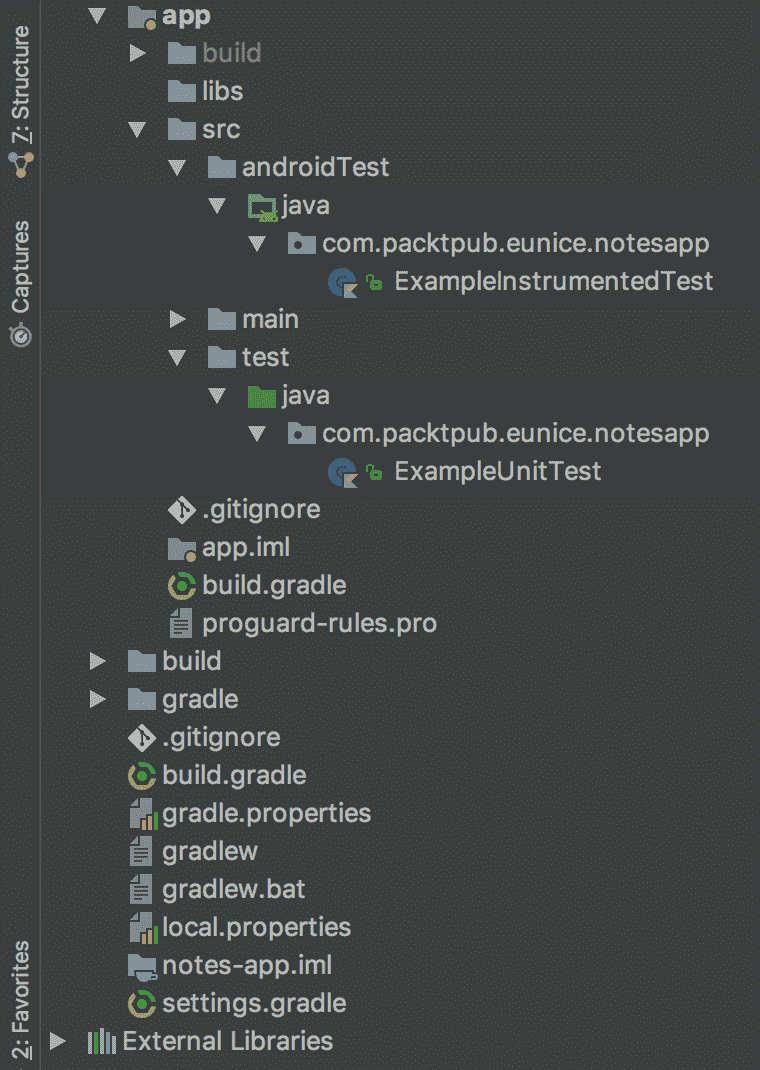 7: Structure
Captures
2: Favorites
app
build
libs
src
androidTest
java
com.packtpub.eunice.notesapp
ExampleInstrumentedTest
main
test
java
com.packtpub.eunice.notesapp
ExampleUnitTest
.gitignore
app.iml
build.gradle
proguard-rules.pro
build
gradle
.gitignore
build.gradle
gradle.properties
gradlew
gradlew.bat
local.properties
notes-app.iml
settings.gradle
External Libraries